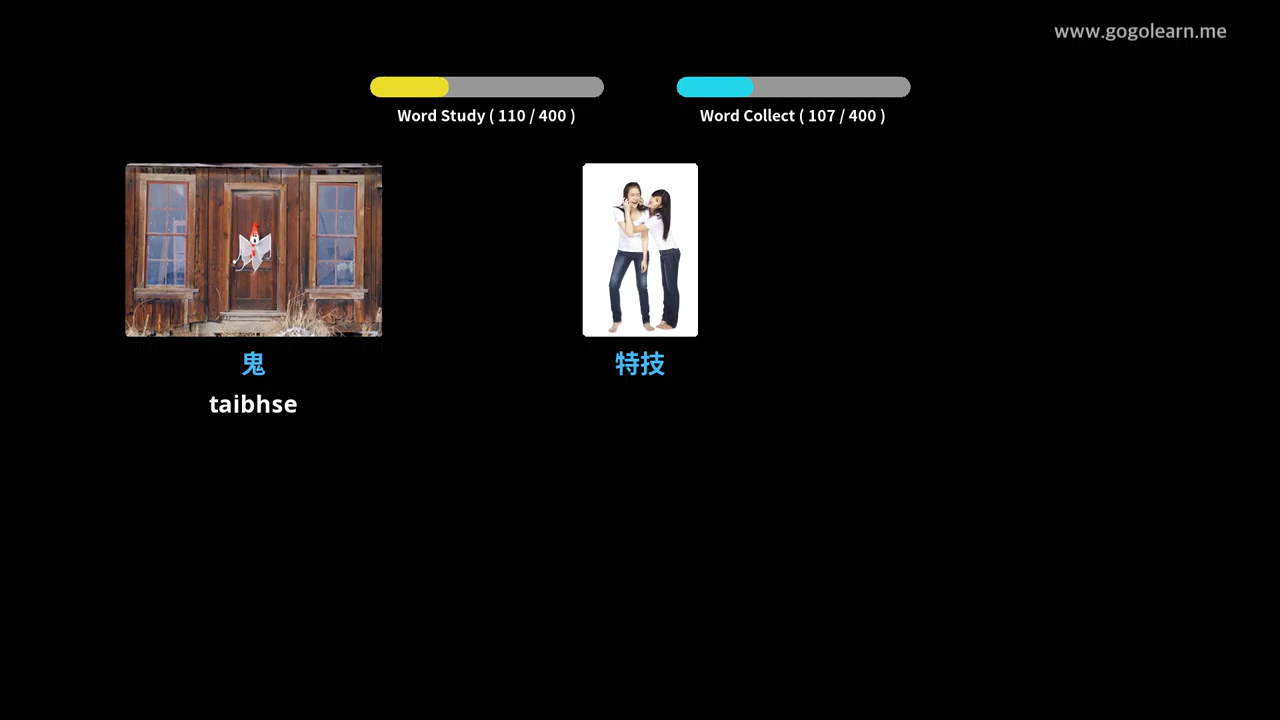 www.gogolearn.me
Word Study ( 110 / 400 )
Word Collect ( 107 / 400 )
鬼
taibhse
特技